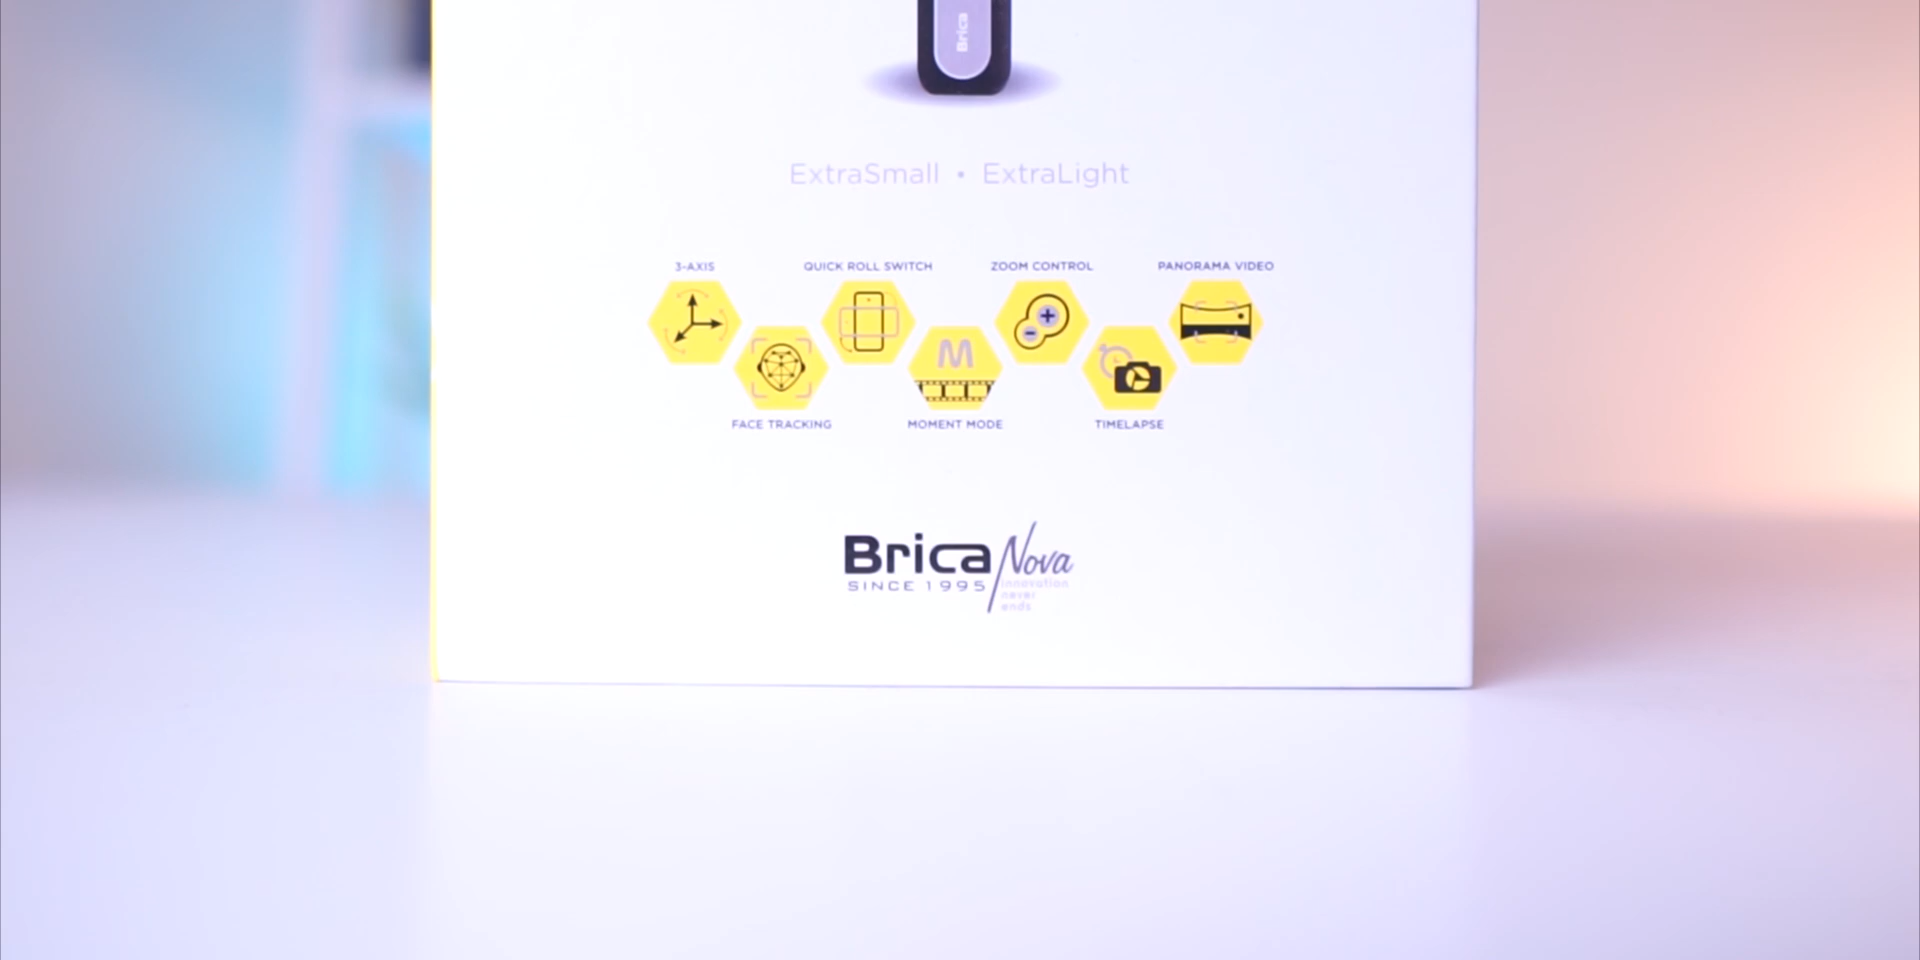 Brica
ExtraSmall • ExtraLight
3-AXIS
QUICK ROLL SWITCH
ZOOM CONTROL
PANORAMA VIDEO
M
FACE TRACKING
MOMENT MODE
TIMELAPSE
Brica Nova
SINCE 1995
innovation
never
ends